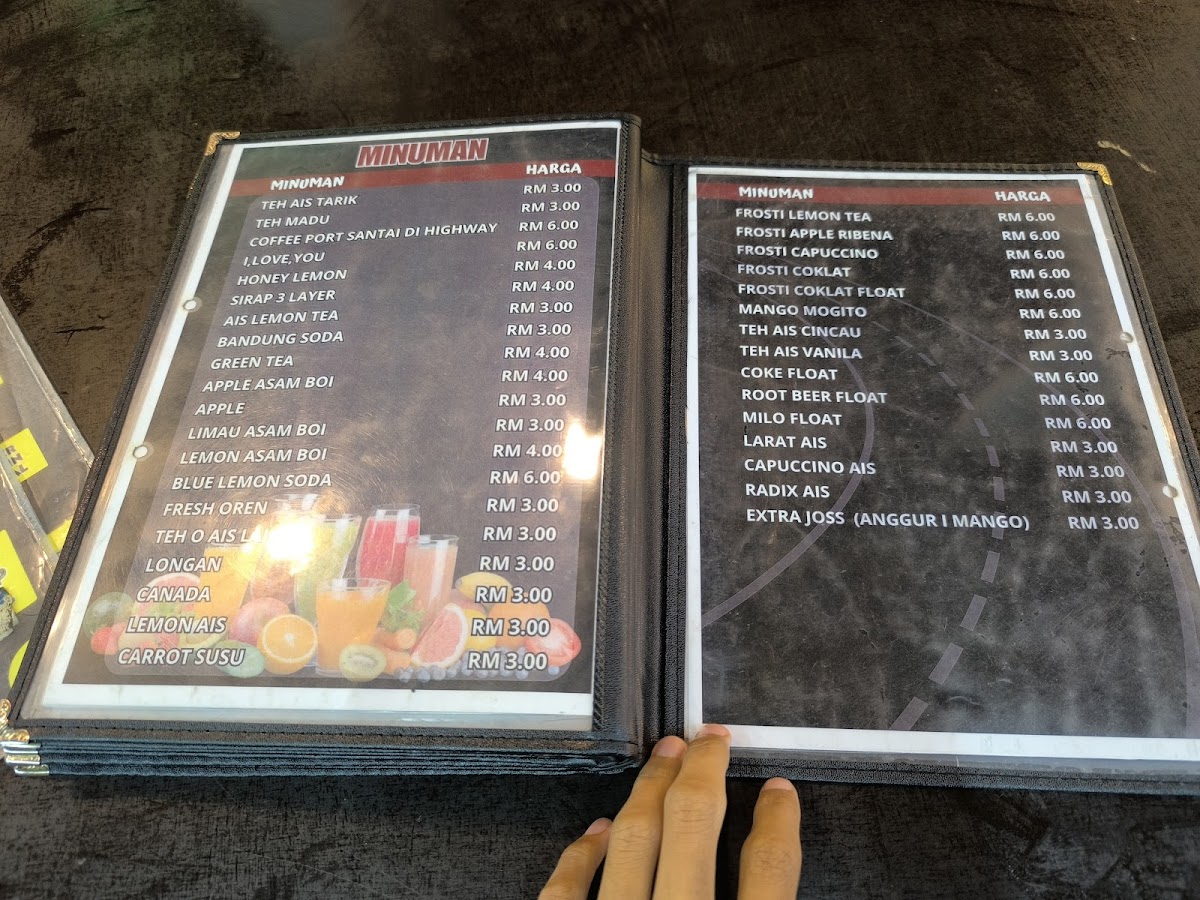 MINUMAN
MINUMAN HARGA
TEH AIS TARIK RM 3.00
TEH MADU RM 3.00
COFFEE PORT SANTAI DI HIGHWAY RM 6.00
I,LOVE,YOU RM 6.00
HONEY LEMON RM 4.00
SIRAP 3 LAYER RM 4.00
AIS LEMON TEA RM 3.00
BANDUNG SODA RM 3.00
GREEN TEA RM 4.00
APPLE ASAM BOI RM 4.00
APPLE RM 3.00
LIMAU ASAM BOI RM 3.00
LEMON ASAM BOI RM 4.00
BLUE LEMON SODA RM 6.00
FRESH OREN RM 3.00
TEH O AIS RM 3.00
LONGAN RM 3.00
CANADA RM 3.00
LEMON AIS RM 3.00
CARROT SUSU RM 3.00
MINUMAN HARGA
FROSTI LEMON TEA RM 6.00
FROSTI APPLE RIBENA RM 6.00
FROSTI CAPUCCINO RM 6.00
FROSTI COKLAT RM 6.00
FROSTI COKLAT FLOAT RM 6.00
MANGO MOGITO RM 6.00
TEH AIS CINCAU RM 3.00
TEH AIS VANILA RM 3.00
COKE FLOAT RM 6.00
ROOT BEER FLOAT RM 6.00
MILO FLOAT RM 6.00
LARAT AIS RM 3.00
CAPUCCINO AIS RM 3.00
RADIX AIS RM 3.00
EXTRA JOSS (ANGGUR I MANGO) RM 3.00